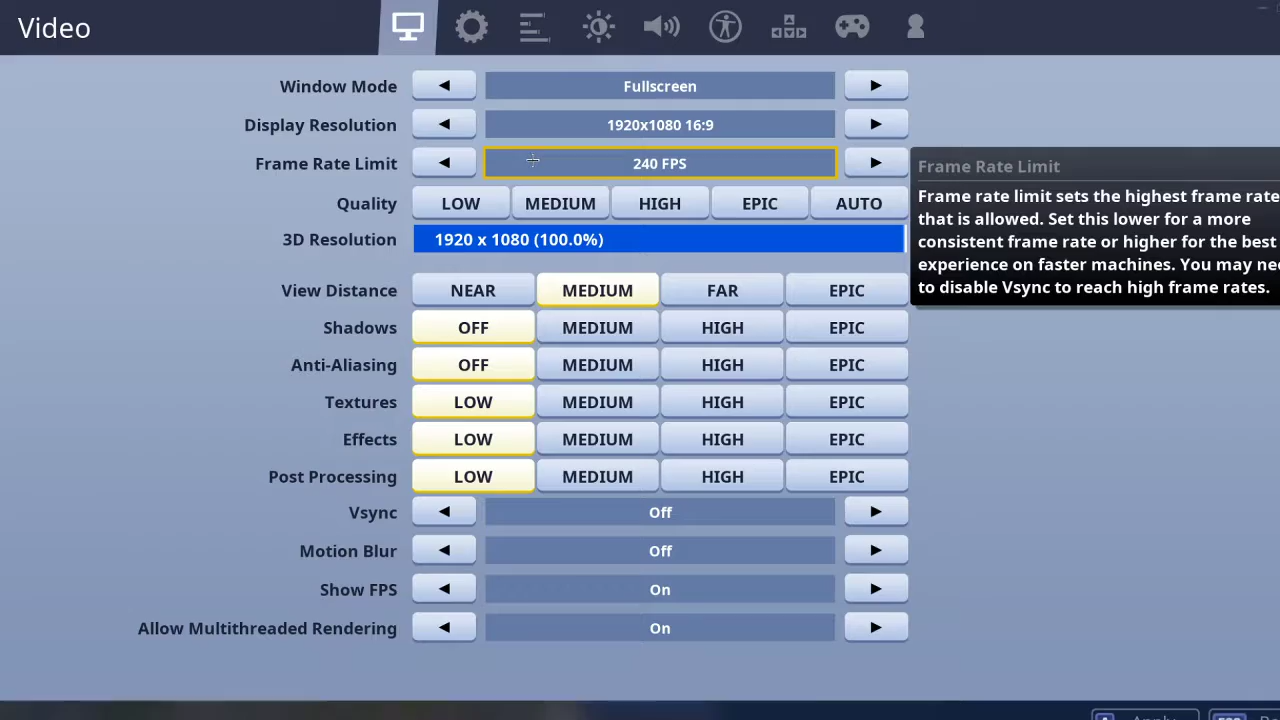 Video
Window Mode Fullscreen
Display Resolution 1920x1080 16:9
Frame Rate Limit 240 FPS
Frame Rate Limit
Frame rate limit sets the highest frame rate
that is allowed. Set this lower for a more
consistent frame rate or higher for the best
experience on faster machines. You may nee
to disable Vsync to reach high frame rates.
Quality LOW MEDIUM HIGH EPIC AUTO
3D Resolution 1920 x 1080 (100.0%)
View Distance NEAR MEDIUM FAR EPIC
Shadows OFF MEDIUM HIGH EPIC
Anti-Aliasing OFF MEDIUM HIGH EPIC
Textures LOW MEDIUM HIGH EPIC
Effects LOW MEDIUM HIGH EPIC
Post Processing LOW MEDIUM HIGH EPIC
Vsync Off
Motion Blur Off
Show FPS On
Allow Multithreaded Rendering On